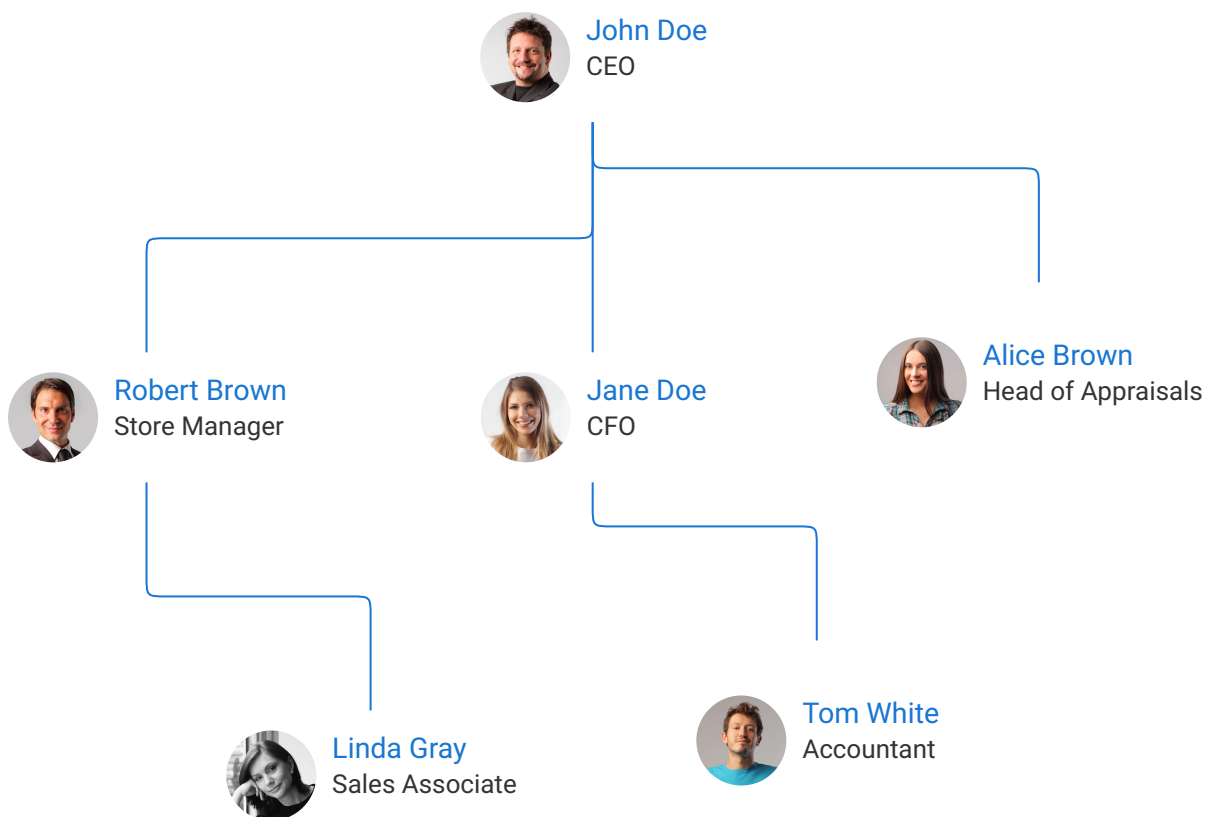 John Doe
CEO
Robert Brown
Store Manager
Jane Doe
CFO
Alice Brown
Head of Appraisals
Linda Gray
Sales Associate
Tom White
Accountant